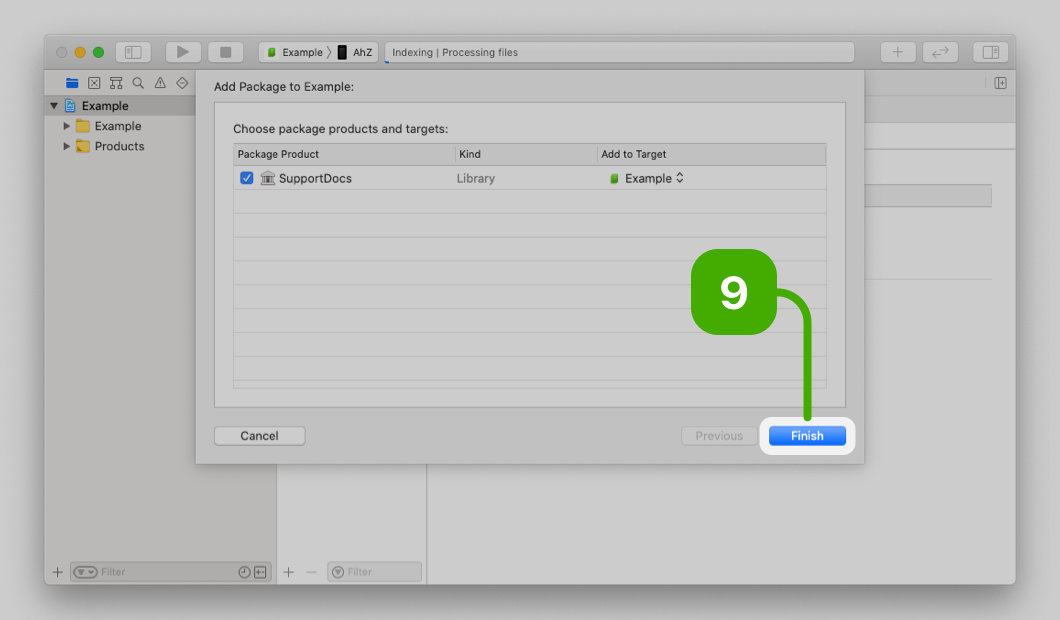 Example 〉 AhZ
Indexing | Processing files
Add Package to Example:
Example
Example
Products
Choose package products and targets:
Package Product Kind Add to Target
SupportDocs Library Example
9
Cancel Previous Finish
Filter Filter